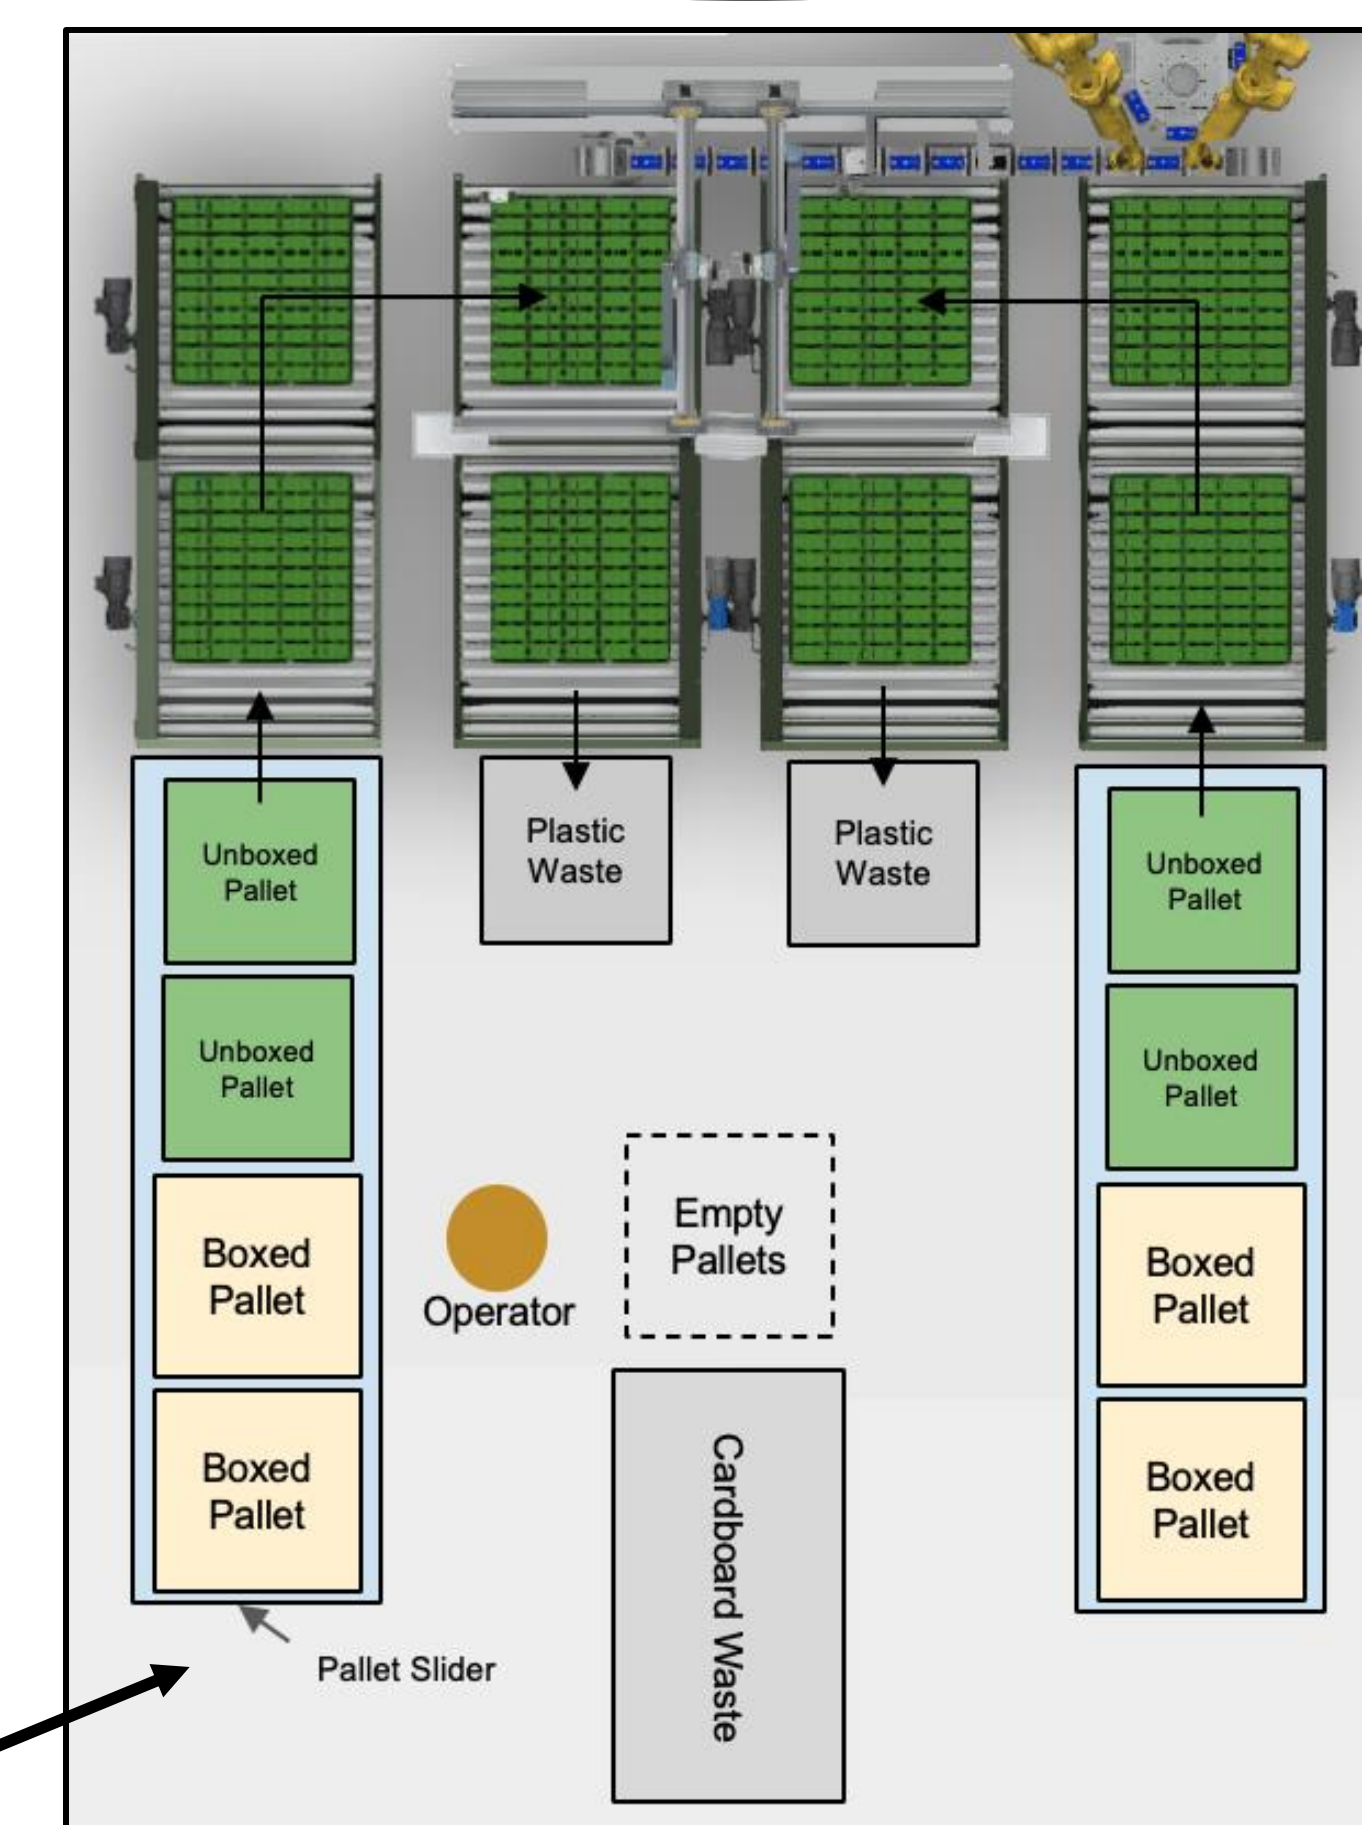 Plastic
Waste
Plastic
Waste
Unboxed
Pallet
Unboxed
Pallet
Unboxed
Pallet
Unboxed
Pallet
Empty
Pallets
Boxed
Pallet
Operator
Boxed
Pallet
Boxed
Pallet
Cardboard Waste
Boxed
Pallet
Pallet Slider